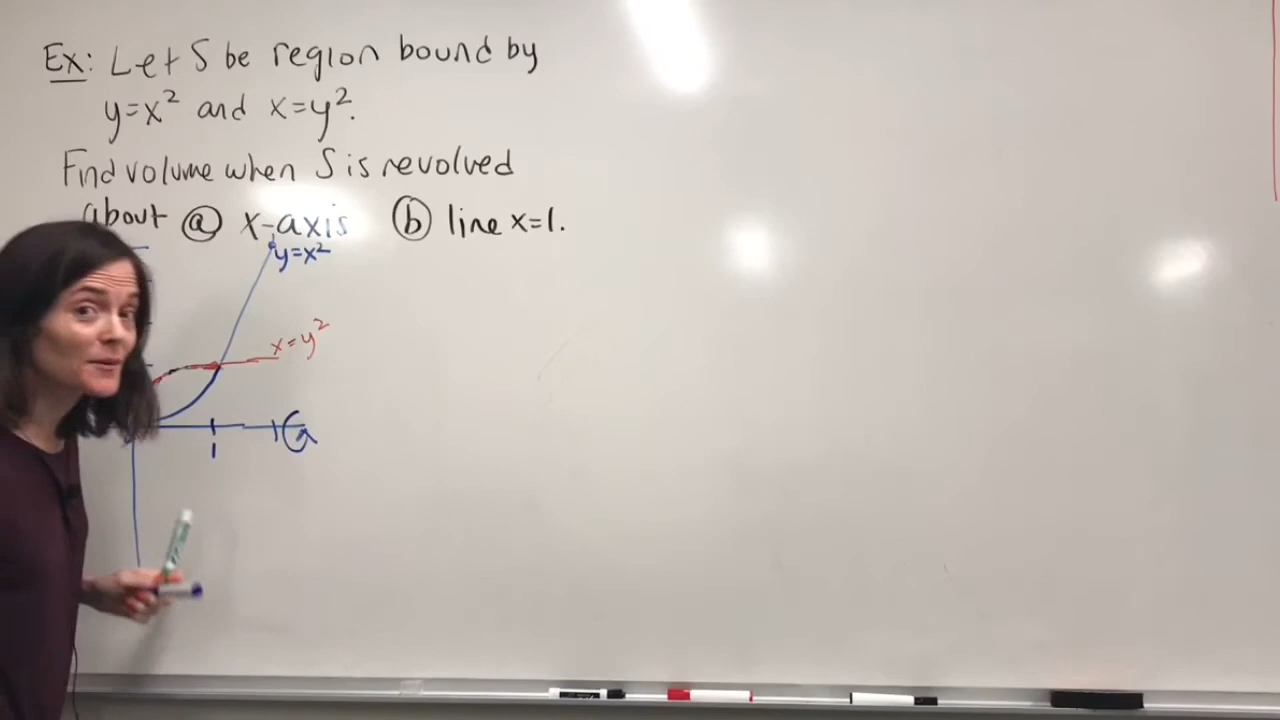 Ex: Let S be region bound by
y=x² and x=y².
Find volume when S is revolved
about ⓐ x-axis ⓑ line x=1.
y=x²
x=y²
1